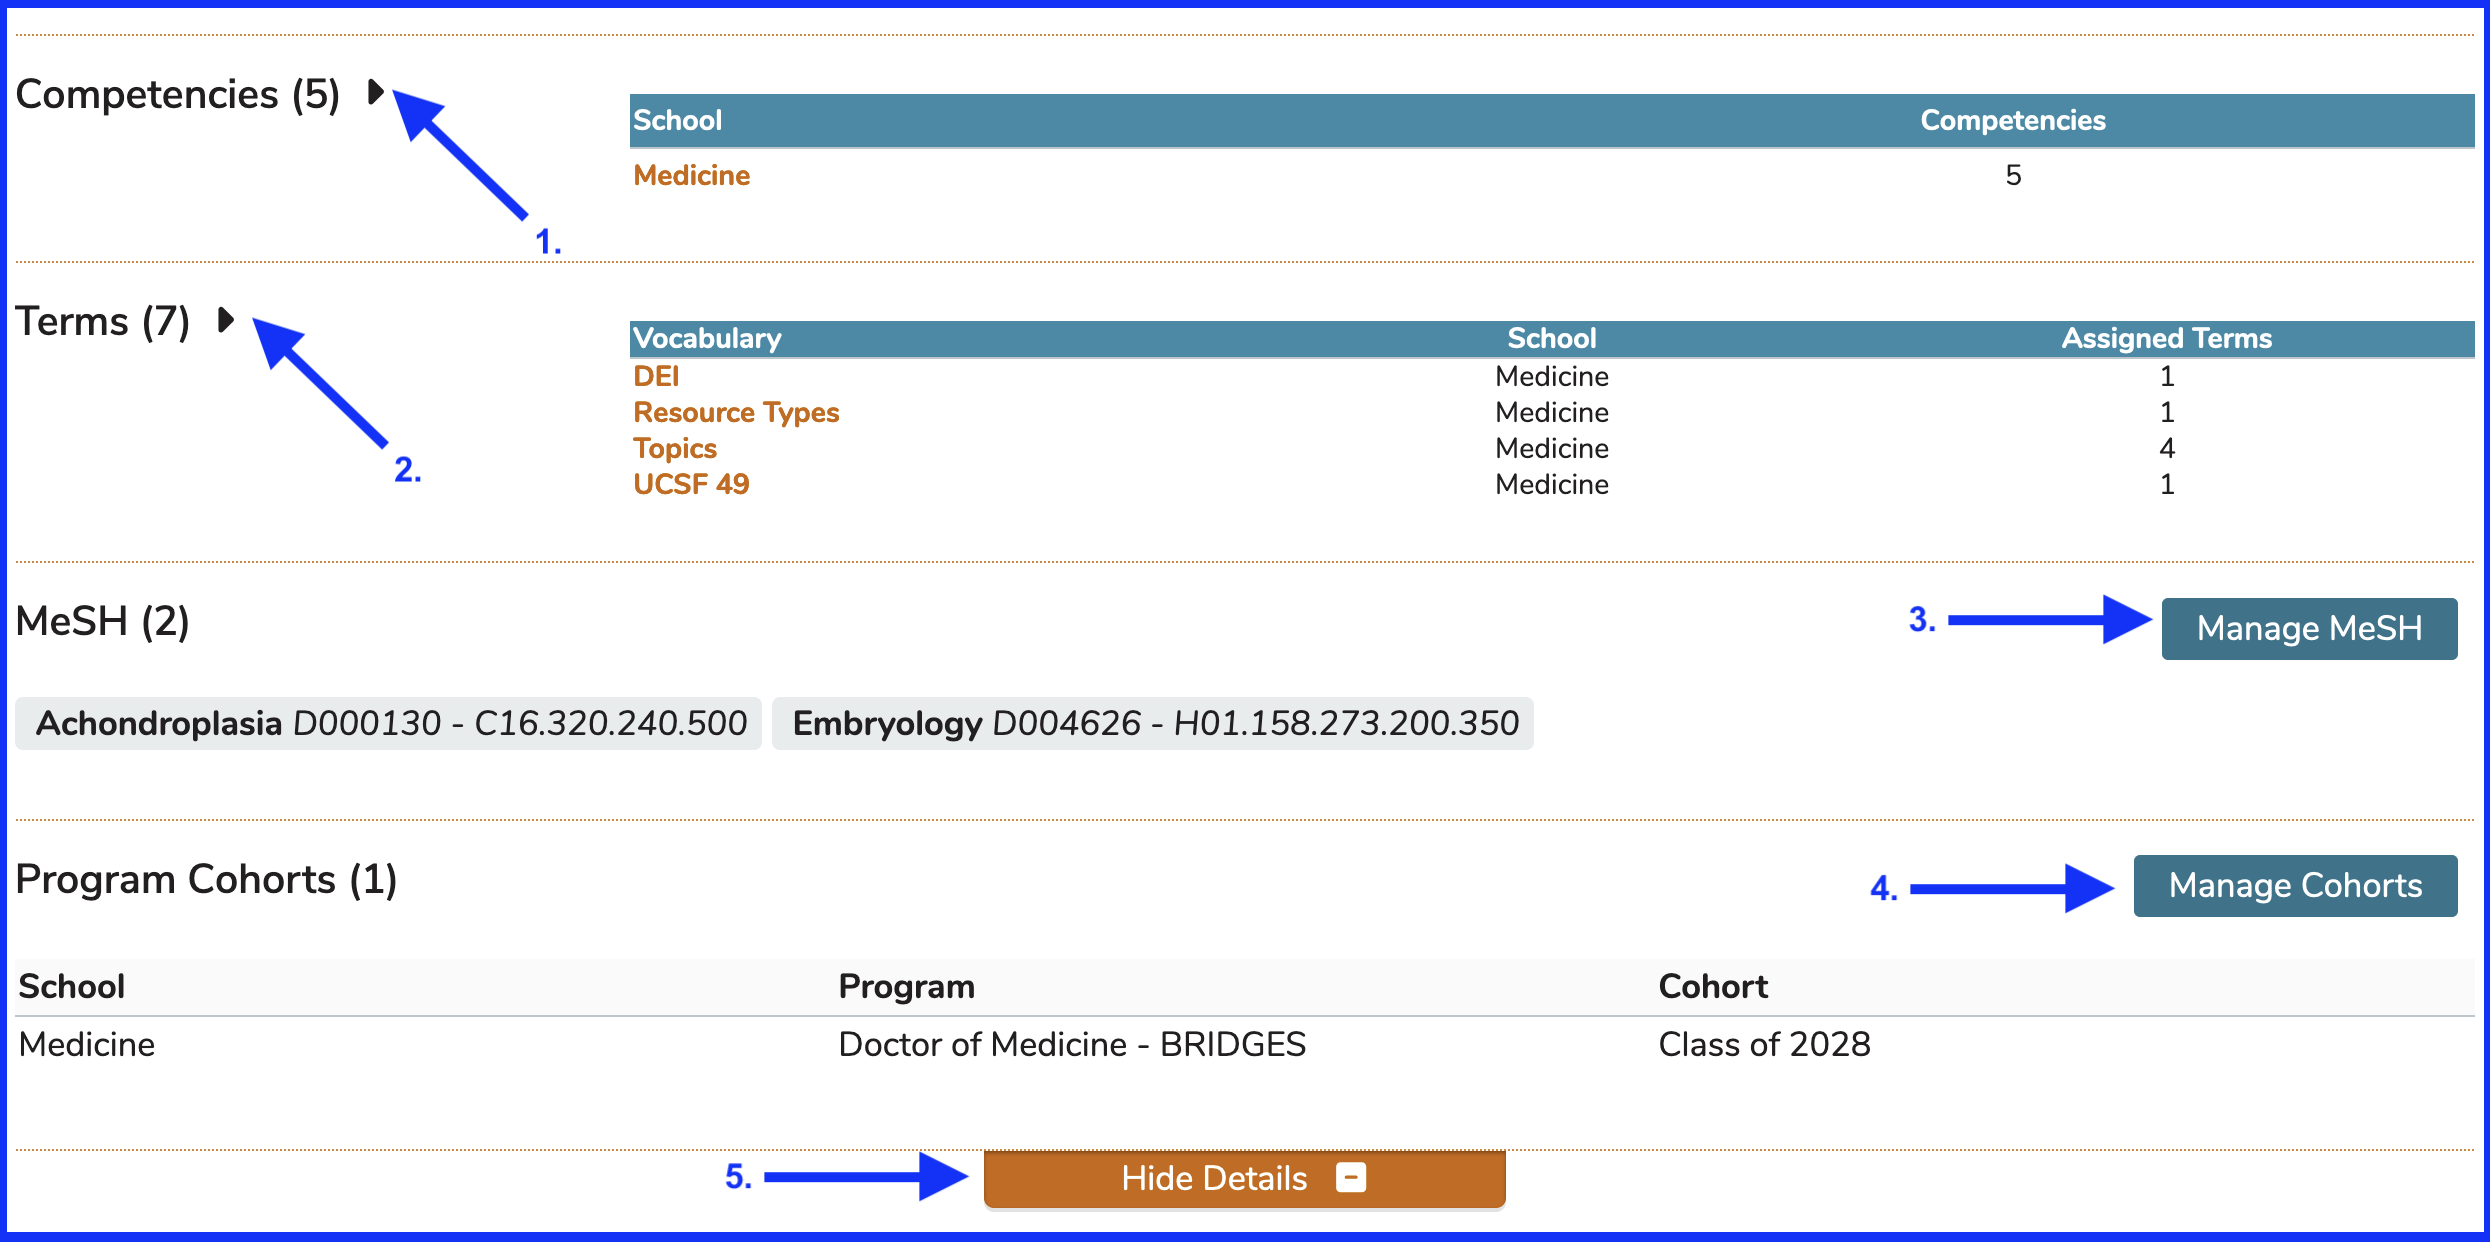 Competencies (5)
School Competencies
Medicine 5
1.
Terms (7)
Vocabulary School Assigned Terms
DEI Medicine 1
Resource Types Medicine 1
Topics Medicine 4
UCSF 49 Medicine 1
2.
MeSH (2)
3. Manage MeSH
Achondroplasia D000130 - C16.320.240.500 Embryology D004626 - H01.158.273.200.350
Program Cohorts (1)
4. Manage Cohorts
School Program Cohort
Medicine Doctor of Medicine - BRIDGES Class of 2028
5. Hide Details